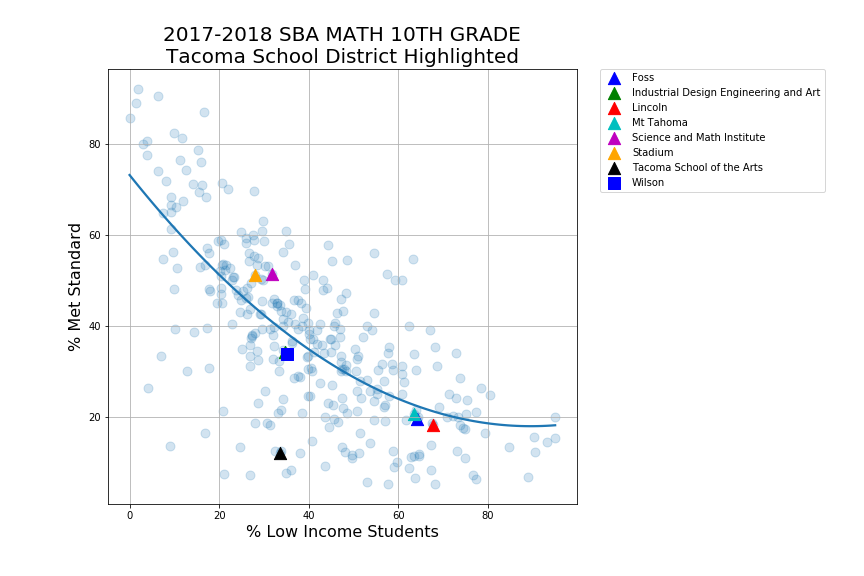 2017-2018 SBA MATH 10TH GRADE
Tacoma School District Highlighted
% Met Standard
80
60
40
20
0
20
40
60
80
% Low Income Students
Foss
Industrial Design Engineering and Art
Lincoln
Mt Tahoma
Science and Math Institute
Stadium
Tacoma School of the Arts
Wilson